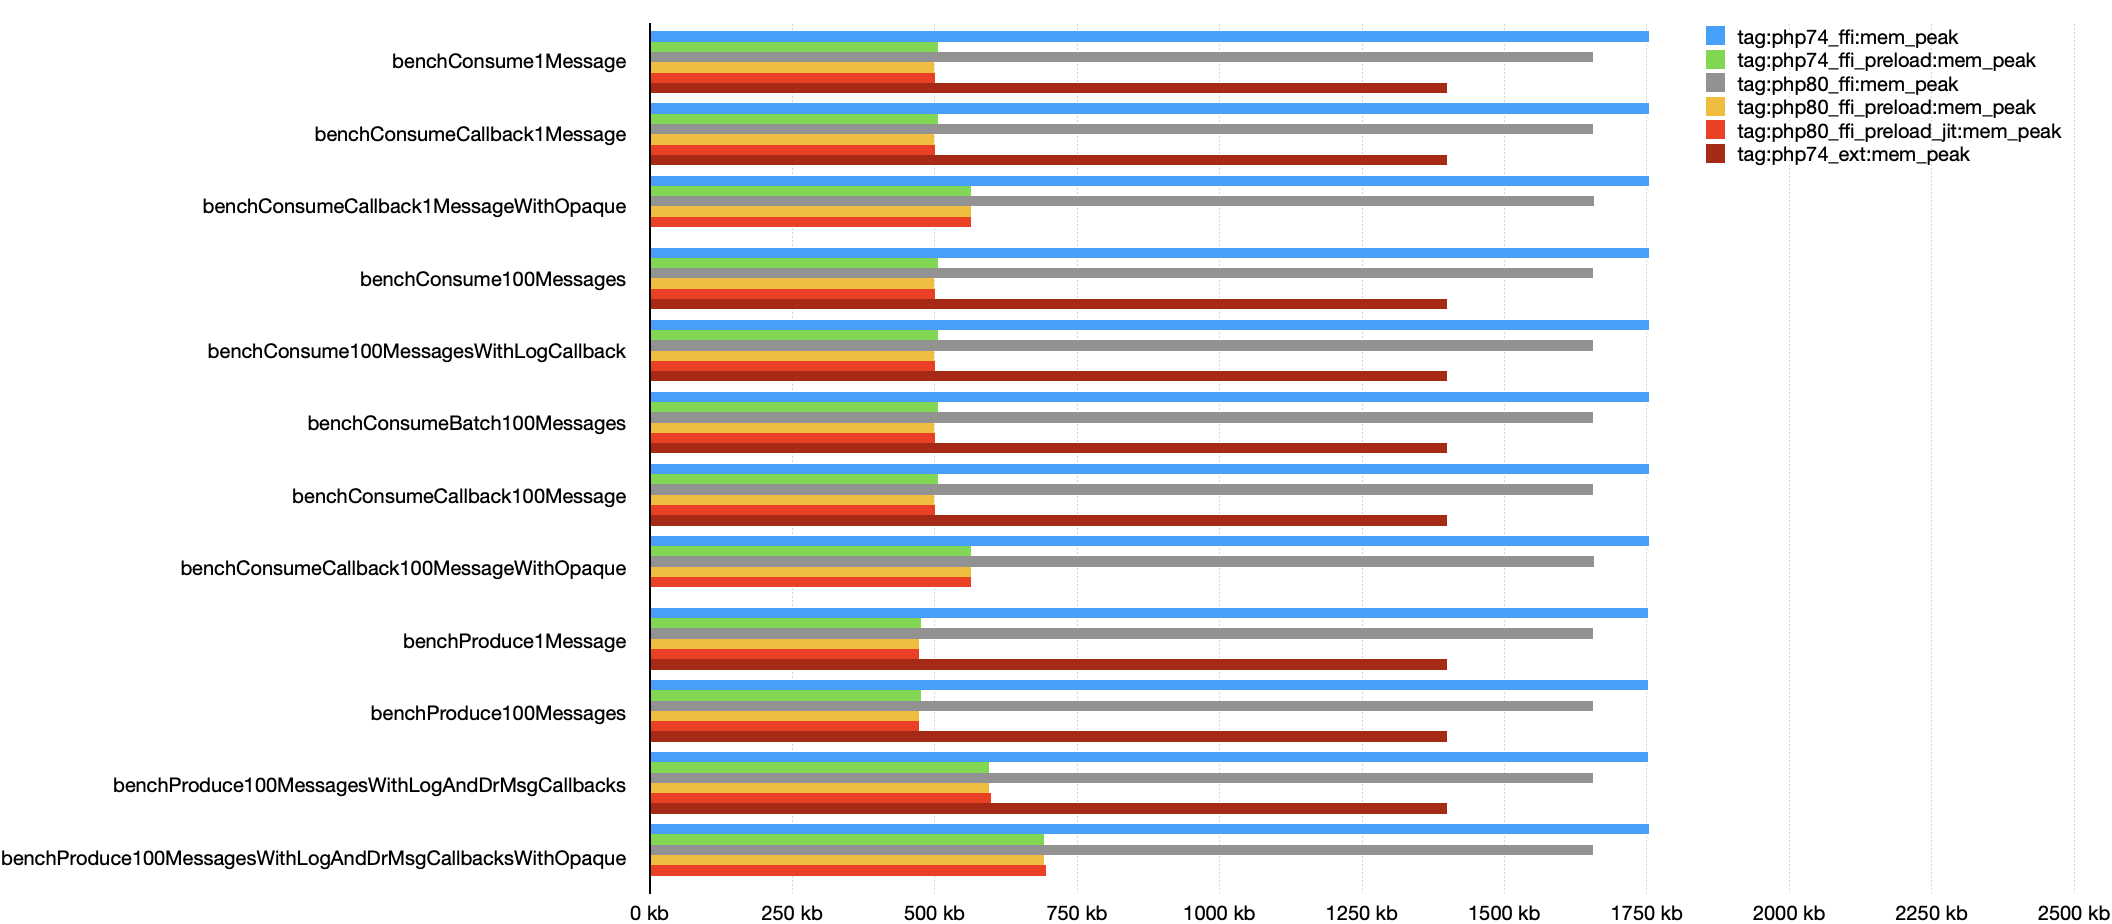 benchConsume1Message
benchConsumeCallback1Message
benchConsumeCallback1MessageWithOpaque
benchConsume100Messages
benchConsume100MessagesWithLogCallback
benchConsumeBatch100Messages
benchConsumeCallback100Message
benchConsumeCallback100MessageWithOpaque
benchProduce1Message
benchProduce100Messages
benchProduce100MessagesWithLogAndDrMsgCallbacks
benchProduce100MessagesWithLogAndDrMsgCallbacksWithOpaque
0 kb 250 kb 500 kb 750 kb 1000 kb 1250 kb 1500 kb 1750 kb 2000 kb 2250 kb 2500 kb
tag:php74_ffi:mem_peak
tag:php74_ffi_preload:mem_peak
tag:php80_ffi:mem_peak
tag:php80_ffi_preload:mem_peak
tag:php80_ffi_preload_jit:mem_peak
tag:php74_ext:mem_peak